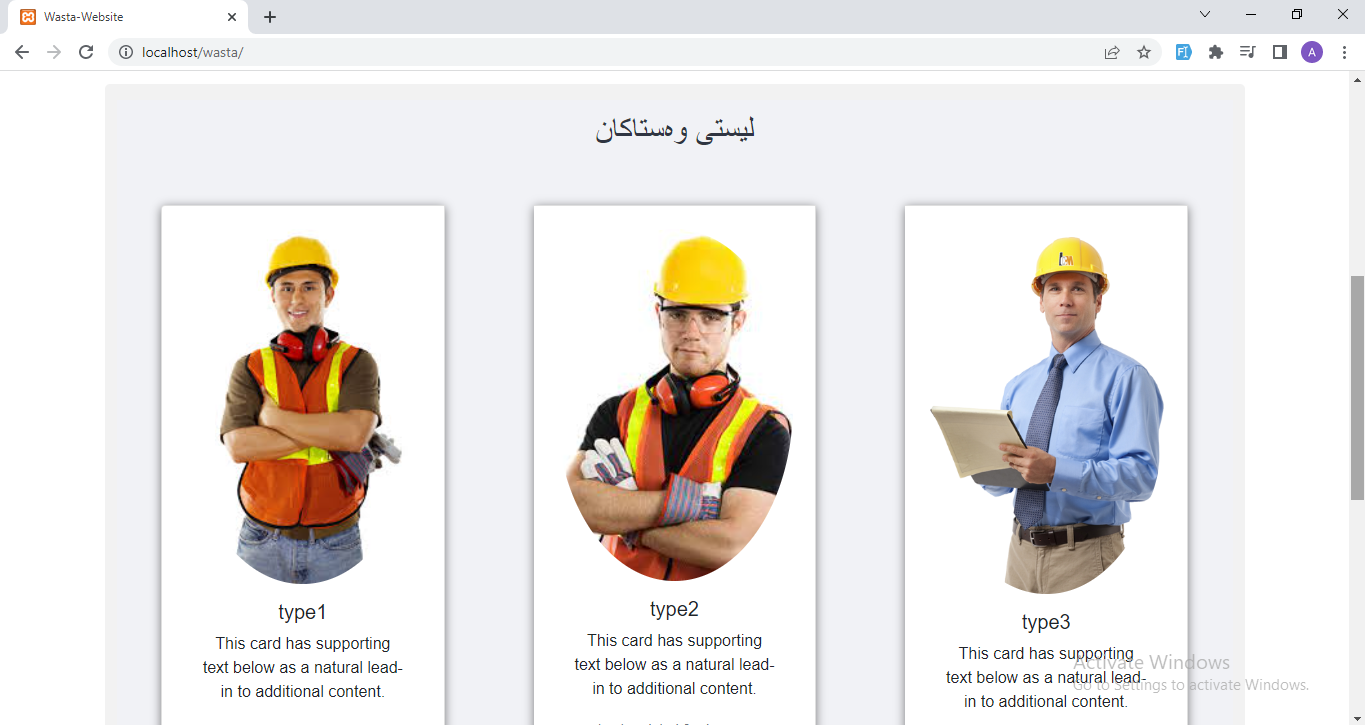 Wasta-Website
localhost/wasta/
A
لیستی وەستاکان
type1
This card has supporting
text below as a natural lead-
in to additional content.
type2
This card has supporting
text below as a natural lead-
in to additional content.
type3
This card has supporting
text below as a natural lead-
in to additional content.
Activate Windows
Go to Settings to activate Windows.